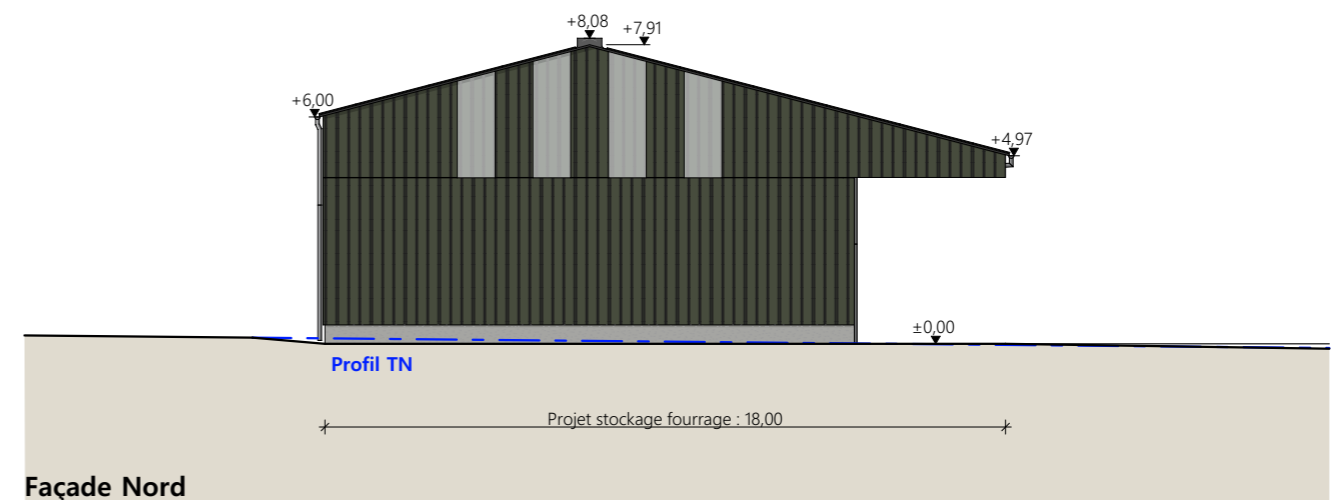 +8,08
+7,91
+6,00
+4,97
±0,00
Profil TN
Projet stockage fourrage : 18,00
Façade Nord